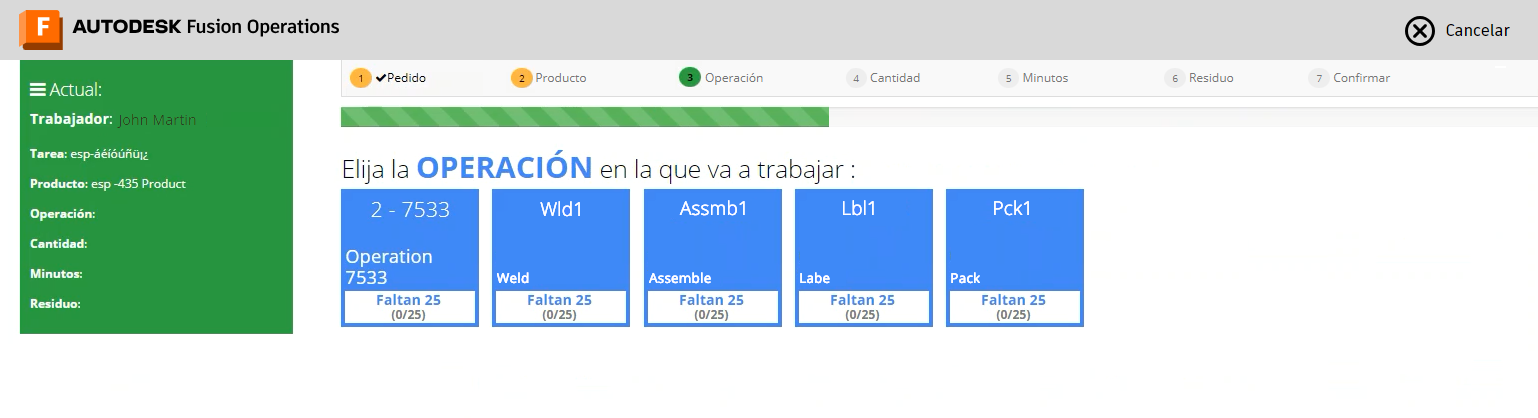 F AUTODESK Fusion Operations
Cancelar
Actual:
Trabajador: John Martin
Tarea: esp-áéíóúñü¡¿
Producto: esp -435 Product
Operación:
Cantidad:
Minutos:
Residuo:
1 ✔Pedido
2 Producto
3 Operación
4 Cantidad
5 Minutos
6 Residuo
7 Confirmar
Elija la OPERACIÓN en la que va a trabajar :
2 - 7533
Operation
7533
Faltan 25
(0/25)
Wld1
Weld
Faltan 25
(0/25)
Assmb1
Assemble
Faltan 25
(0/25)
Lbl1
Labe
Faltan 25
(0/25)
Pck1
Pack
Faltan 25
(0/25)